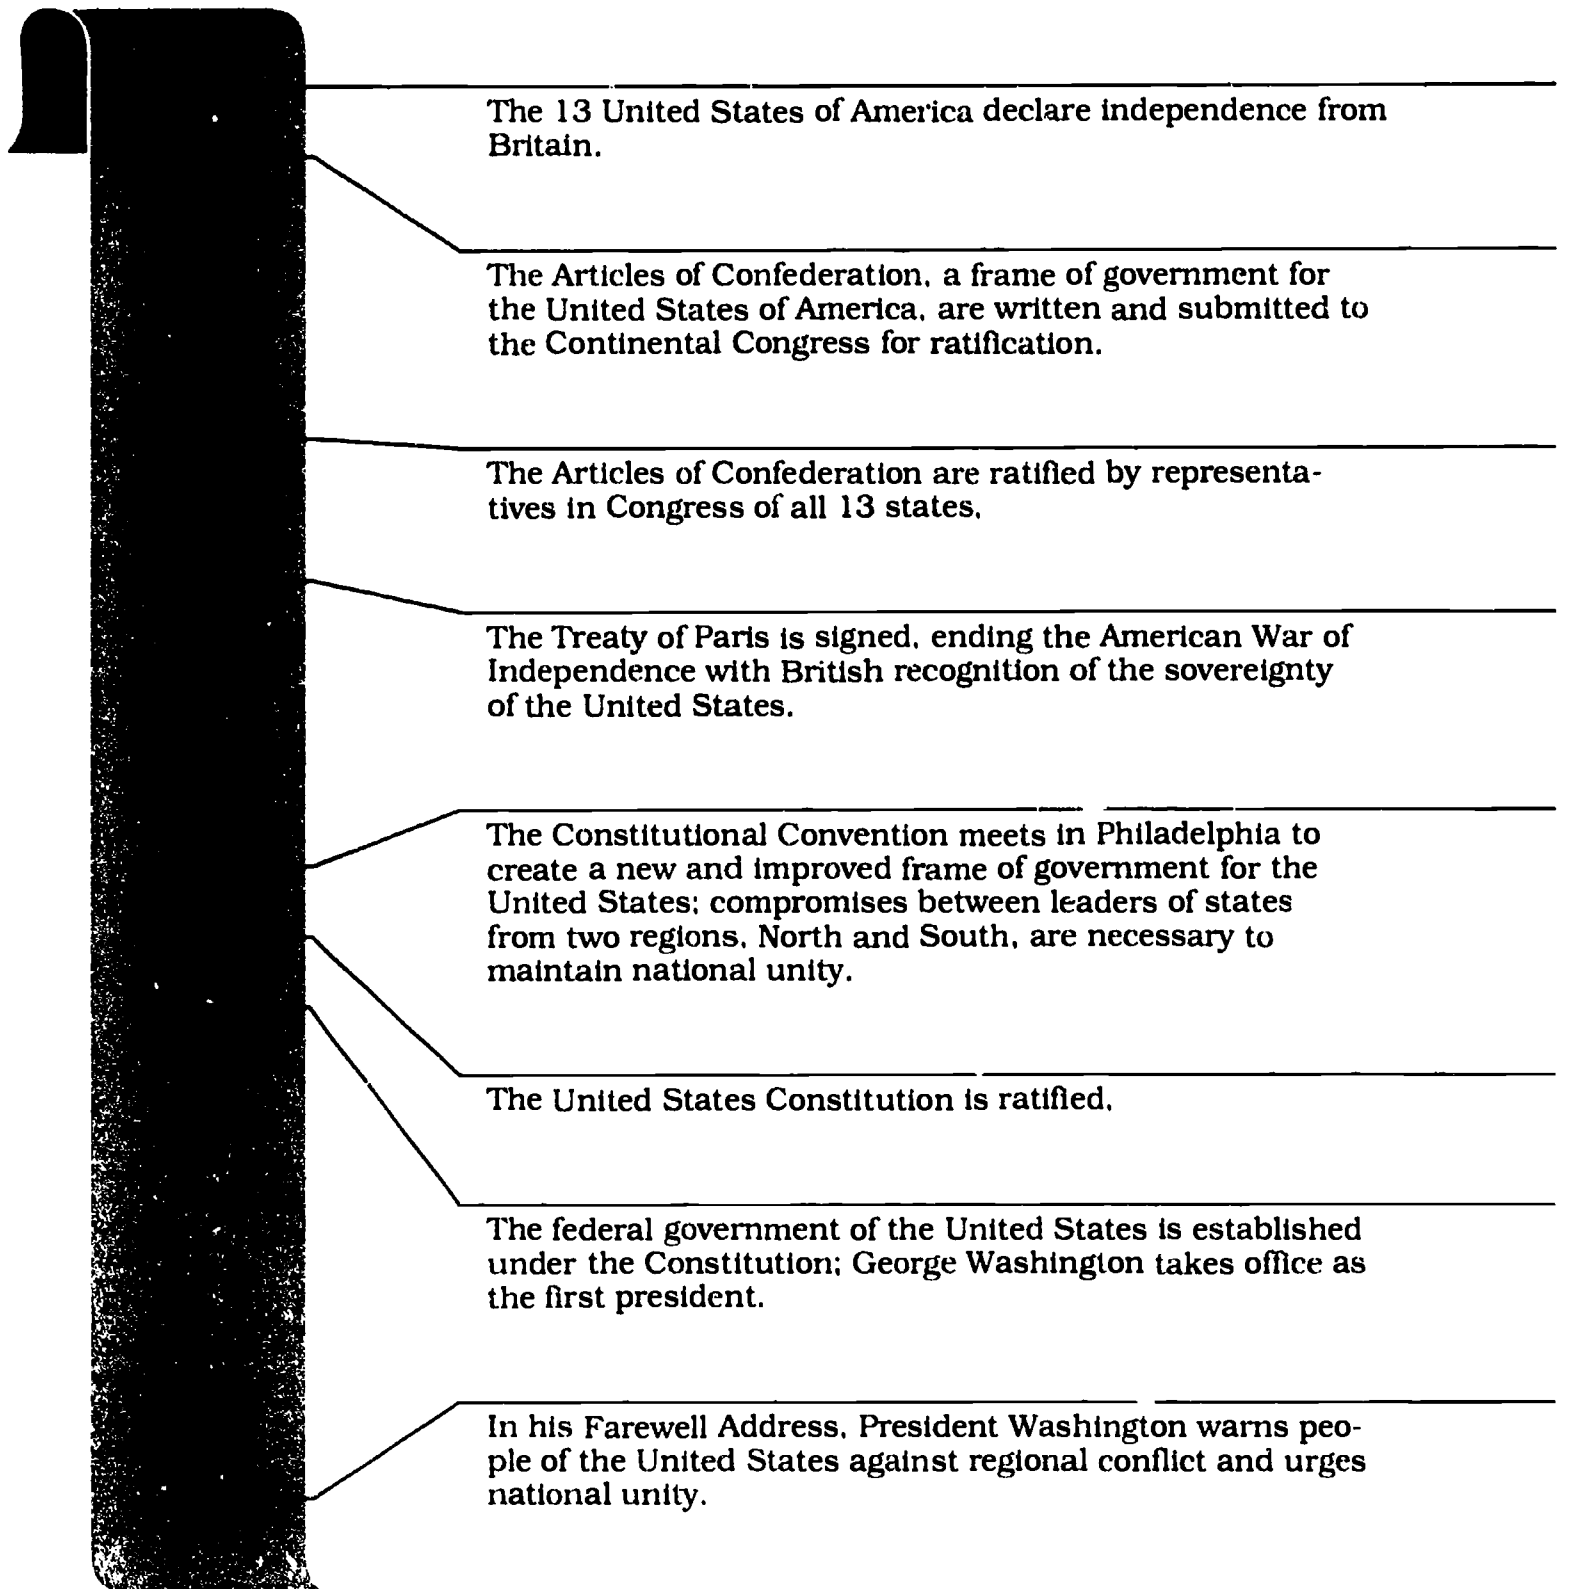 The 13 United States of America declare independence from
Britain.
The Articles of Confederation, a frame of government for
the United States of America, are written and submitted to
the Continental Congress for ratification.
The Articles of Confederation are ratified by representa-
tives in Congress of all 13 states.
The Treaty of Paris is signed, ending the American War of
Independence with British recognition of the sovereignty
of the United States.
The Constitutional Convention meets in Philadelphia to
create a new and improved frame of government for the
United States; compromises between leaders of states
from two regions, North and South, are necessary to
maintain national unity.
The United States Constitution is ratified.
The federal government of the United States is established
under the Constitution; George Washington takes office as
the first president.
In his Farewell Address, President Washington warns peo-
ple of the United States against regional conflict and urges
national unity.